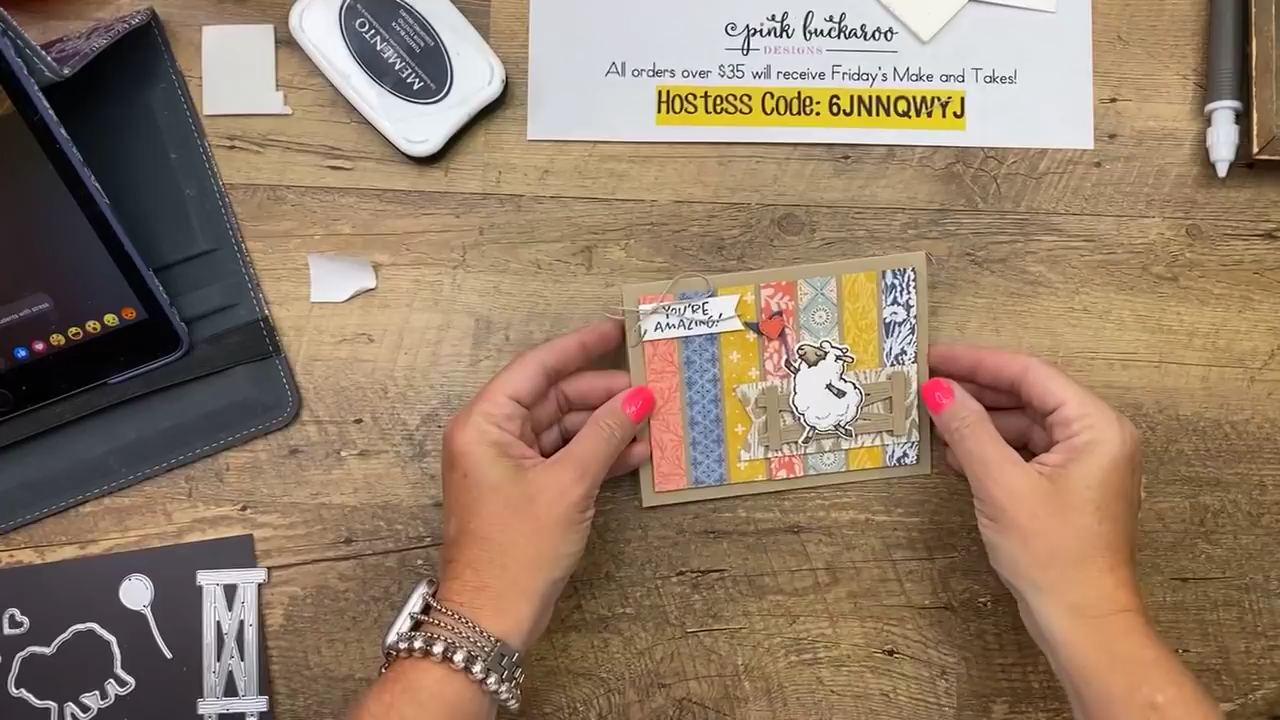 MEMENTO
pink buckaroo
DESIGNS
All orders over $35 will receive Friday's Make and Takes!
Hostess Code: 6JNNQWYJ
YOU'RE
AMAZING!